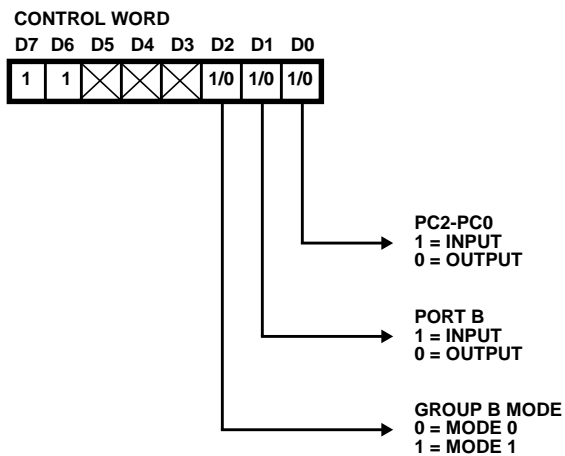 CONTROL WORD
D7 D6 D5 D4 D3 D2 D1 D0
1 1 1/0 1/0 1/0
PC2-PC0
1 = INPUT
0 = OUTPUT
PORT B
1 = INPUT
0 = OUTPUT
GROUP B MODE
0 = MODE 0
1 = MODE 1